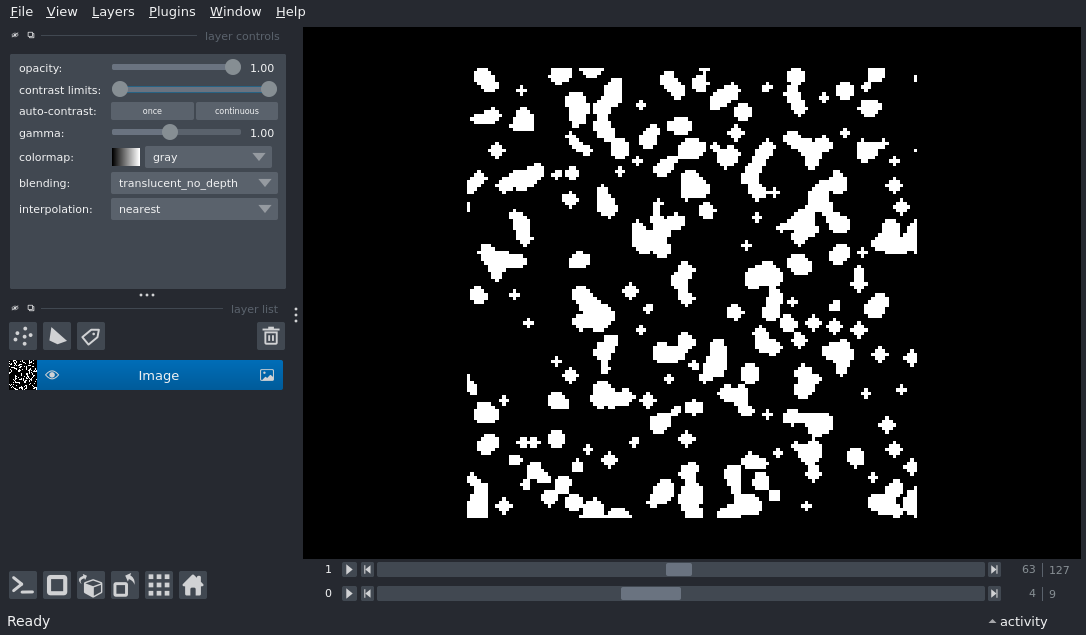 File View Layers Plugins Window Help
layer controls
opacity: 1.00
contrast limits:
auto-contrast: once continuous
gamma: 1.00
colormap: gray
blending: translucent_no_depth
interpolation: nearest
layer list
Image
1 63 127
0 4 9
Ready activity